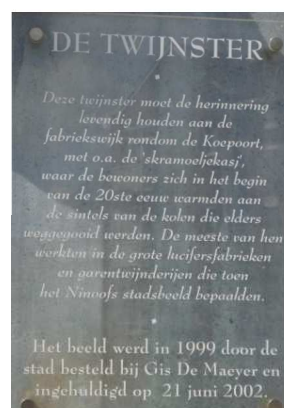 DE TWIJNSTER
Deze twijnster moet de herinnering
levendig houden aan de
fabriekswijk rondom de Koepoort,
met o.a. de 'skramoeljekasj',
waar de bewoners zich in het begin
van de 20ste eeuw warmden aan
de sintels van de kolen die elders
weggegooid werden. De meeste van hen
werkten in de grote lucifersfabrieken
en garentwijnderijen die toen
het Ninoofs stadsbeeld bepaalden.
Het beeld werd in 1999 door de
stad besteld bij Gis De Maeyer en
ingehuldigd op 21 juni 2002.